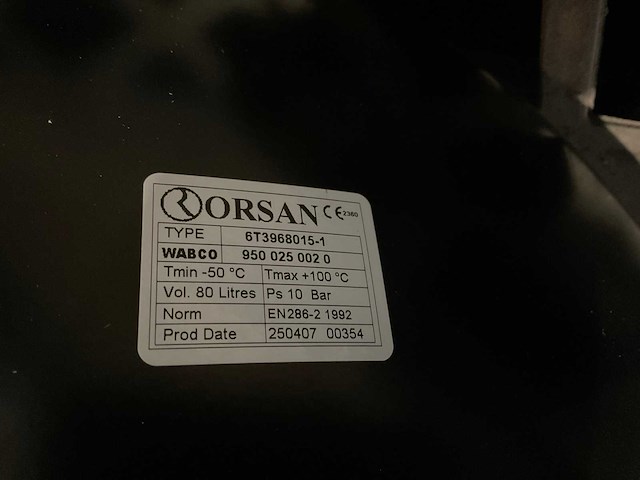 ORSAN CE 2360
TYPE 6T3968015-1
WABCO 950 025 002 0
Tmin -50 °C Tmax +100 °C
Vol. 80 Litres Ps 10 Bar
Norm EN286-2 1992
Prod Date 250407 00354